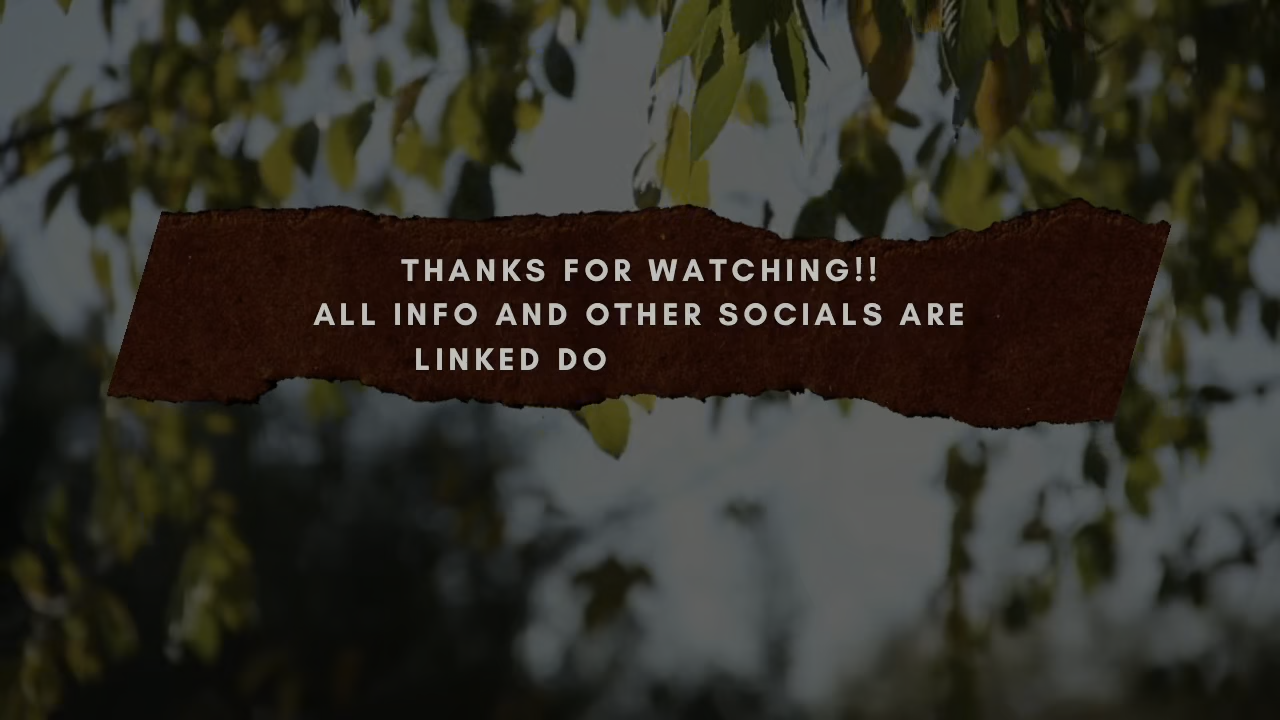 THANKS FOR WATCHING!!
ALL INFO AND OTHER SOCIALS ARE
LINKED DO